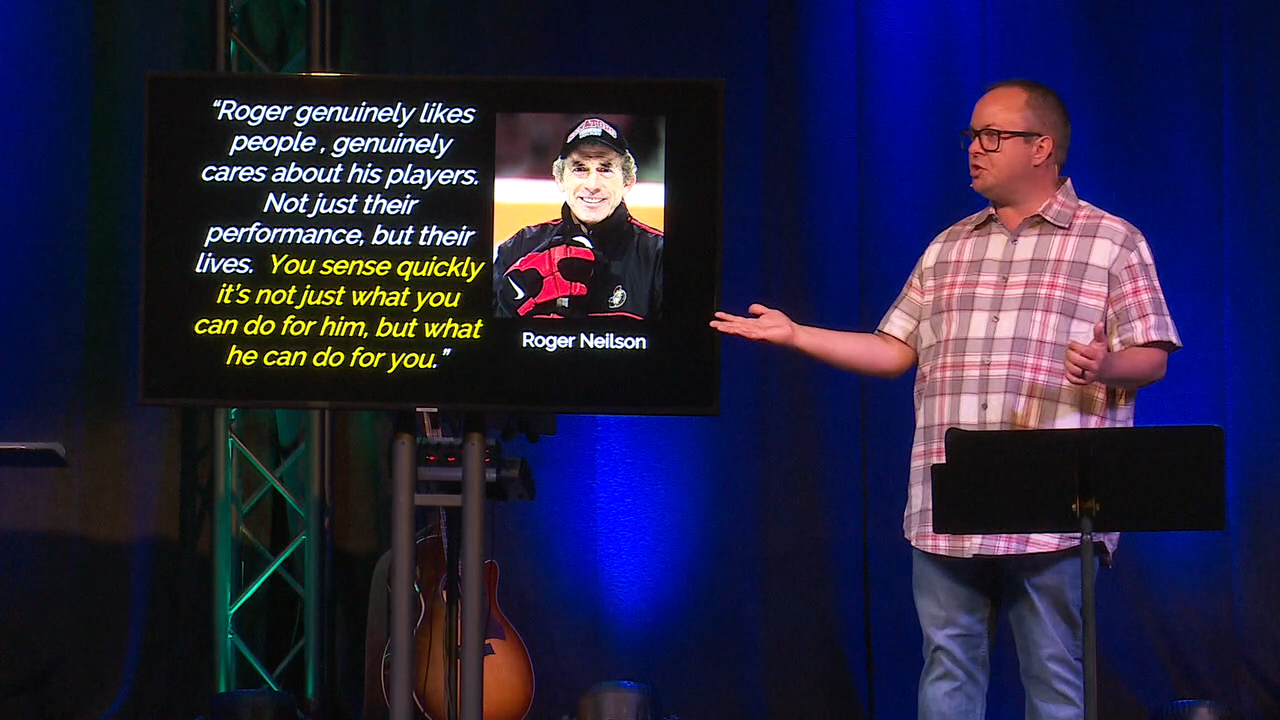 “Roger genuinely likes
people , genuinely
cares about his players.
Not just their
performance, but their
lives.  You sense quickly
it's not just what you
can do for him, but what
he can do for you.”
Roger Neilson